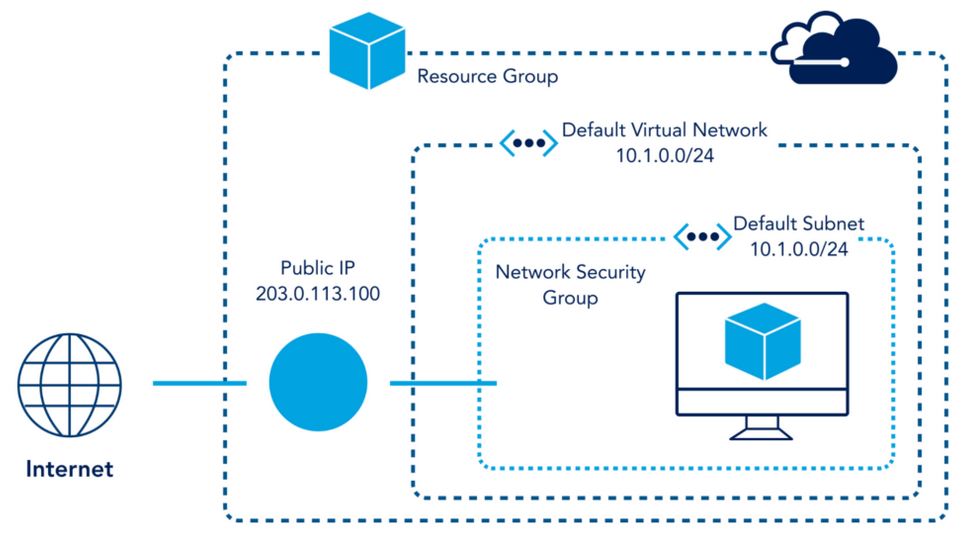 Resource Group
Default Virtual Network
10.1.0.0/24
Default Subnet
10.1.0.0/24
Network Security
Group
Public IP
203.0.113.100
Internet